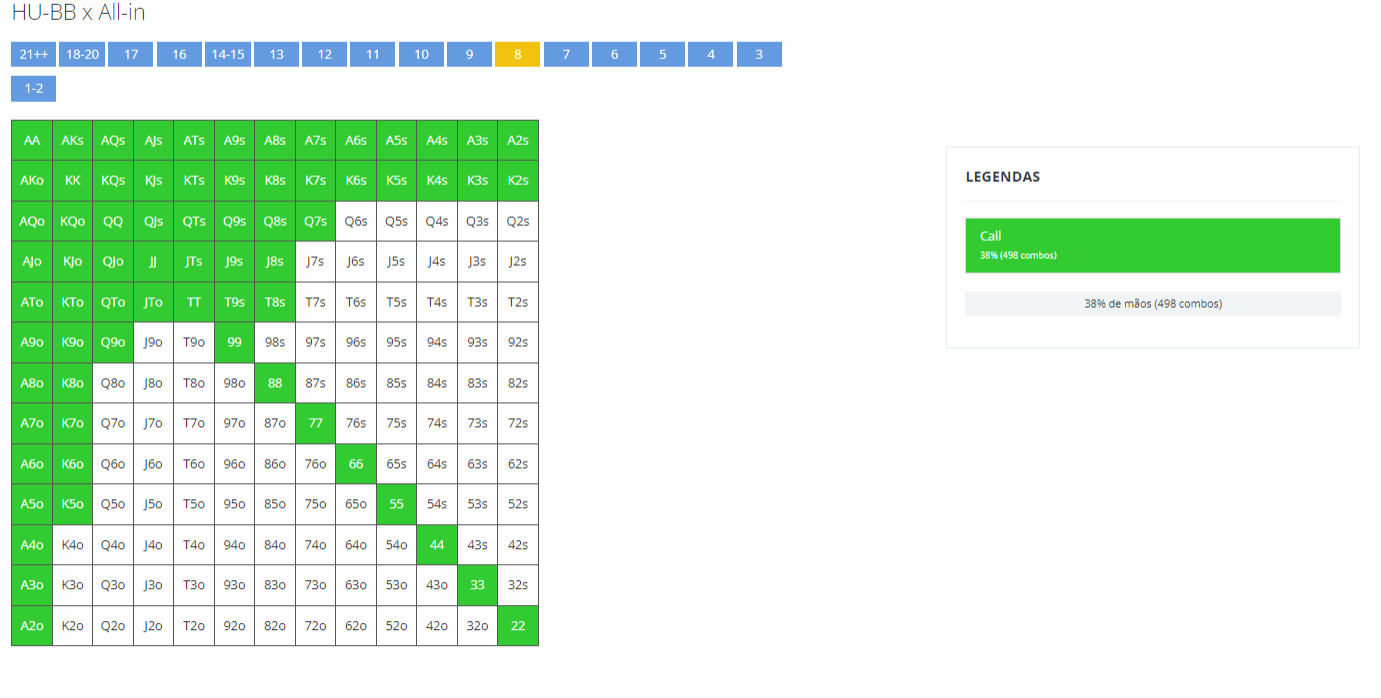 HU-BB x All-in
21++ 18-20 17 16 14-15 13 12 11 10 9 8 7 6 5 4 3
1-2
AA AKs AQs AJs ATs A9s A8s A7s A6s A5s A4s A3s A2s
AKo KK KQs KJs KTs K9s K8s K7s K6s K5s K4s K3s K2s
AQo KQo QQ QJs QTs Q9s Q8s Q7s Q6s Q5s Q4s Q3s Q2s
AJo KJo QJo JJ JTs J9s J8s J7s J6s J5s J4s J3s J2s
ATo KTo QTo JTo TT T9s T8s T7s T6s T5s T4s T3s T2s
A9o K9o Q9o J9o T9o 99 98s 97s 96s 95s 94s 93s 92s
A8o K8o Q8o J8o T8o 98o 88 87s 86s 85s 84s 83s 82s
A7o K7o Q7o J7o T7o 97o 87o 77 76s 75s 74s 73s 72s
A6o K6o Q6o J6o T6o 96o 86o 76o 66 65s 64s 63s 62s
A5o K5o Q5o J5o T5o 95o 85o 75o 65o 55 54s 53s 52s
A4o K4o Q4o J4o T4o 94o 84o 74o 64o 54o 44 43s 42s
A3o K3o Q3o J3o T3o 93o 83o 73o 63o 53o 43o 33 32s
A2o K2o Q2o J2o T2o 92o 82o 72o 62o 52o 42o 32o 22
LEGENDAS
Call
38% (498 combos)
38% de mãos (498 combos)